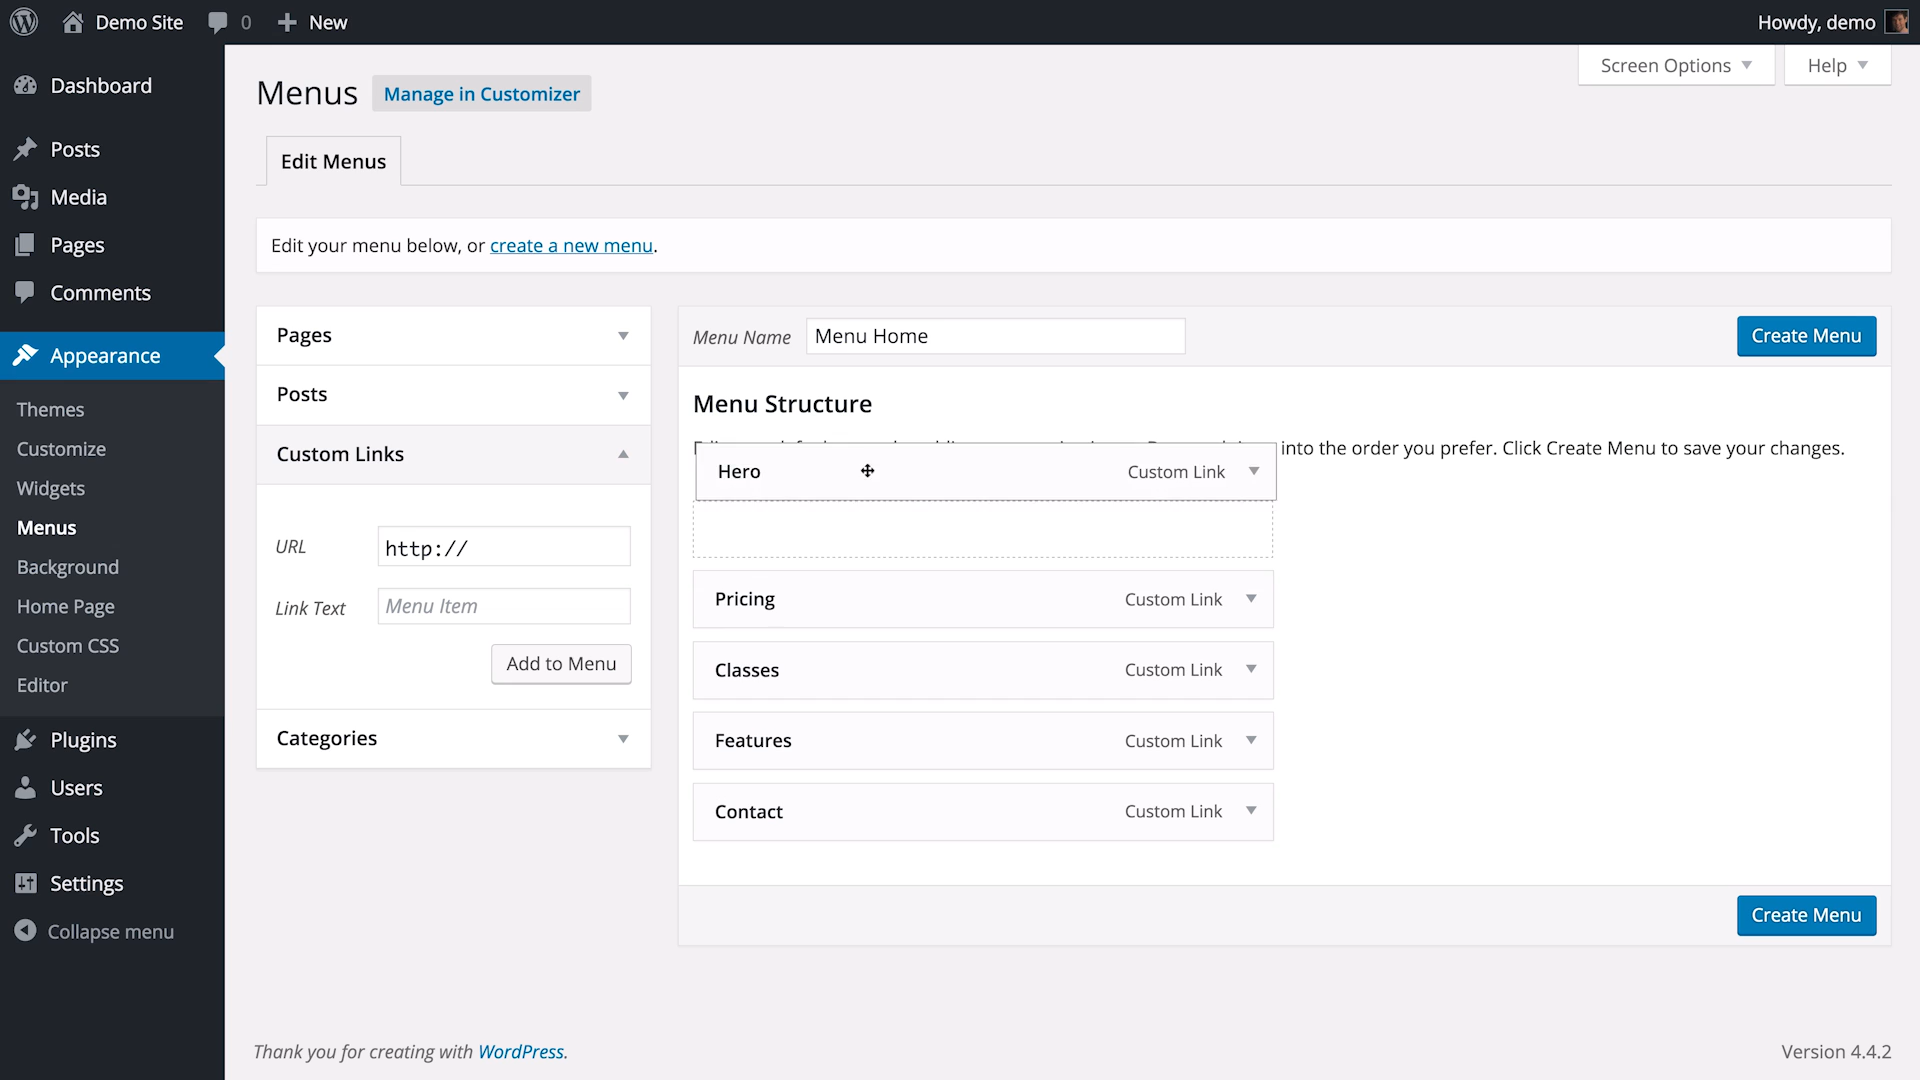 Demo Site
0
New
Howdy, demo
Screen Options
Help
Dashboard
Posts
Media
Pages
Comments
Appearance
Themes
Customize
Widgets
Menus
Background
Home Page
Custom CSS
Editor
Plugins
Users
Tools
Settings
Collapse menu
Menus
Manage in Customizer
Edit Menus
Edit your menu below, or create a new menu.
Pages
Posts
Custom Links
URL
http://
Link Text
Menu Item
Add to Menu
Categories
Menu Name
Menu Home
Create Menu
Menu Structure
into the order you prefer. Click Create Menu to save your changes.
Hero
Custom Link
Pricing
Custom Link
Classes
Custom Link
Features
Custom Link
Contact
Custom Link
Create Menu
Thank you for creating with WordPress.
Version 4.4.2